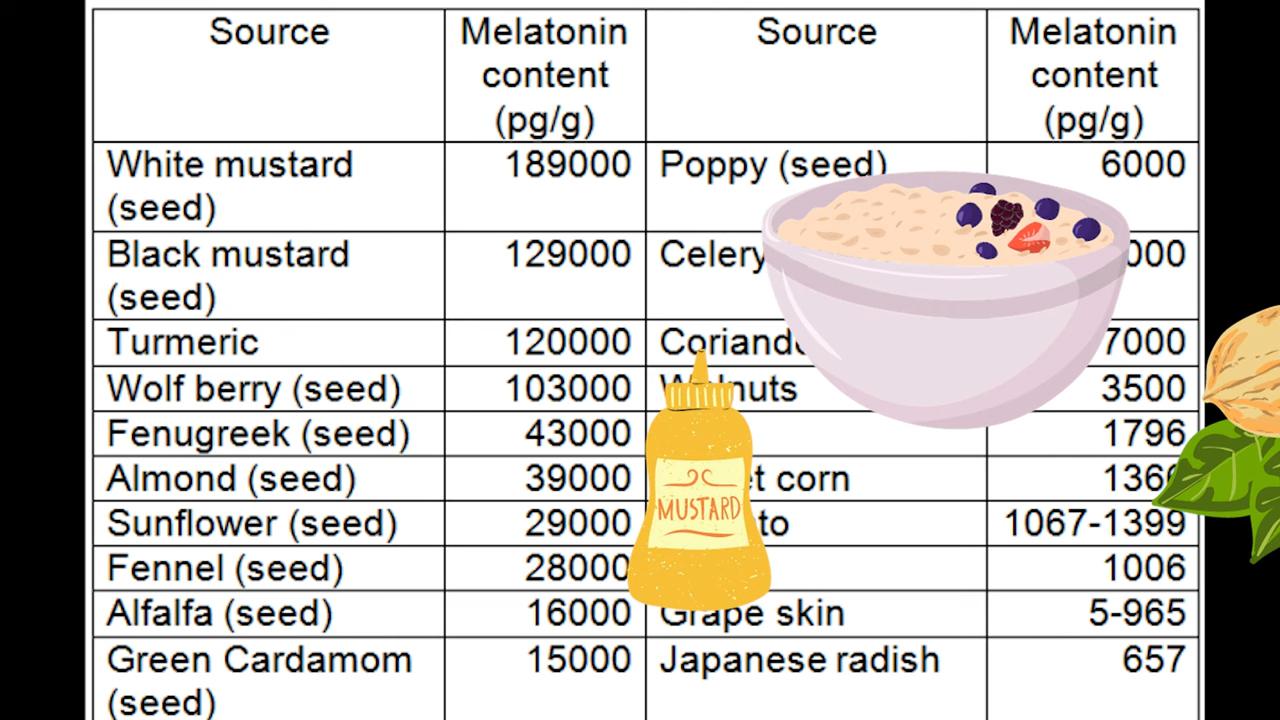 Source Melatonin content (pg/g) Source Melatonin content (pg/g)
White mustard (seed) 189000 Poppy (seed) 6000
Black mustard (seed) 129000 Celery
Turmeric 120000 7000
Wolf berry (seed) 103000 3500
Fenugreek (seed) 43000 1796
Almond (seed) 39000 corn
Sunflower (seed) 29000 1067-1399
Fennel (seed) 28000 1006
Alfalfa (seed) 16000 Grape skin 5-965
Green Cardamom (seed) 15000 Japanese radish 657
MUSTARD